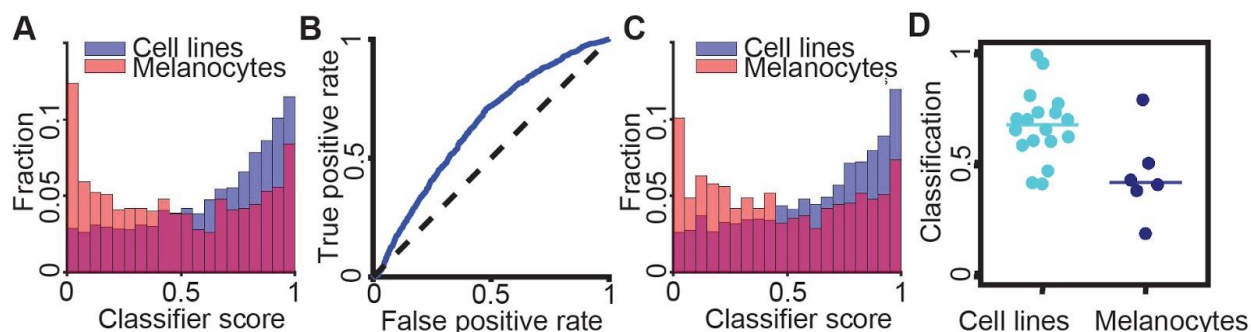 A
Cell lines
Melanocytes
Fraction
0.1
0.05
0
0
0.5
1
Classifier score
B
True positive rate
1
0.5
0
0
0.5
1
False positive rate
C
Cell lines
Melanocytes
Fraction
0.1
0.05
0
0
0.5
1
Classifier score
D
Classification
1
0.5
0
Cell lines
Melanocytes